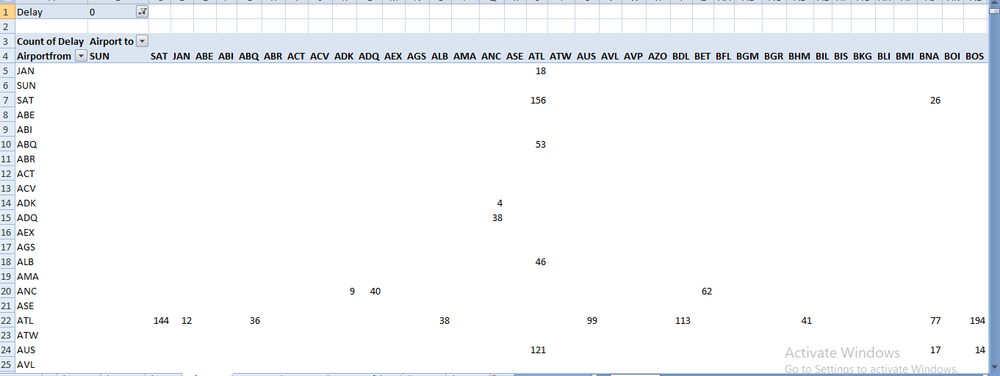 1 Delay 0
2
3 Count of Delay Airport to
4 Airportfrom SUN SAT JAN ABE ABI ABQ ABR ACT ACV ADK ADQ AEX AGS ALB AMA ANC ASE ATL ATW AUS AVL AVP AZO BDL BET BFL BGM BGR BHM BIL BIS BKG BLI BMI BNA BOI BOS
5 JAN 18
6 SUN
7 SAT 156 26
8 ABE
9 ABI
10 ABQ 53
11 ABR
12 ACT
13 ACV
14 ADK 4
15 ADQ 38
16 AEX
17 AGS
18 ALB 46
19 AMA
20 ANC 9 40 62
21 ASE
22 ATL 144 12 36 38 99 113 41 77 194
23 ATW
24 AUS 121 17 14
Activate Windows
25 AVL
Go to Settings to activate Windows.